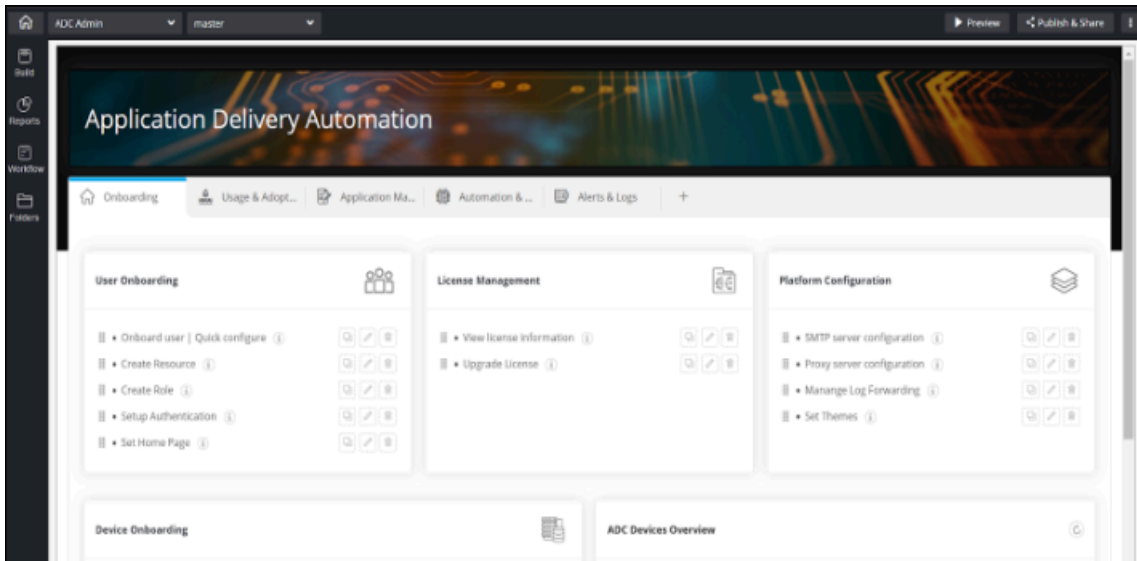 ADC Admin
master
Preview
Publish & Share
Build
Reports
Workflow
Folders
Application Delivery Automation
Onboarding
Usage & Adopt...
Application Ma...
Automation & ...
Alerts & Logs
+
User Onboarding
• Onboard user | Quick configure
• Create Resource
• Create Role
• Setup Authentication
• Set Home Page
License Management
• View license information
• Upgrade License
Platform Configuration
• SMTP server configuration
• Proxy server configuration
• Manange Log Forwarding
• Set Themes
Device Onboarding
ADC Devices Overview